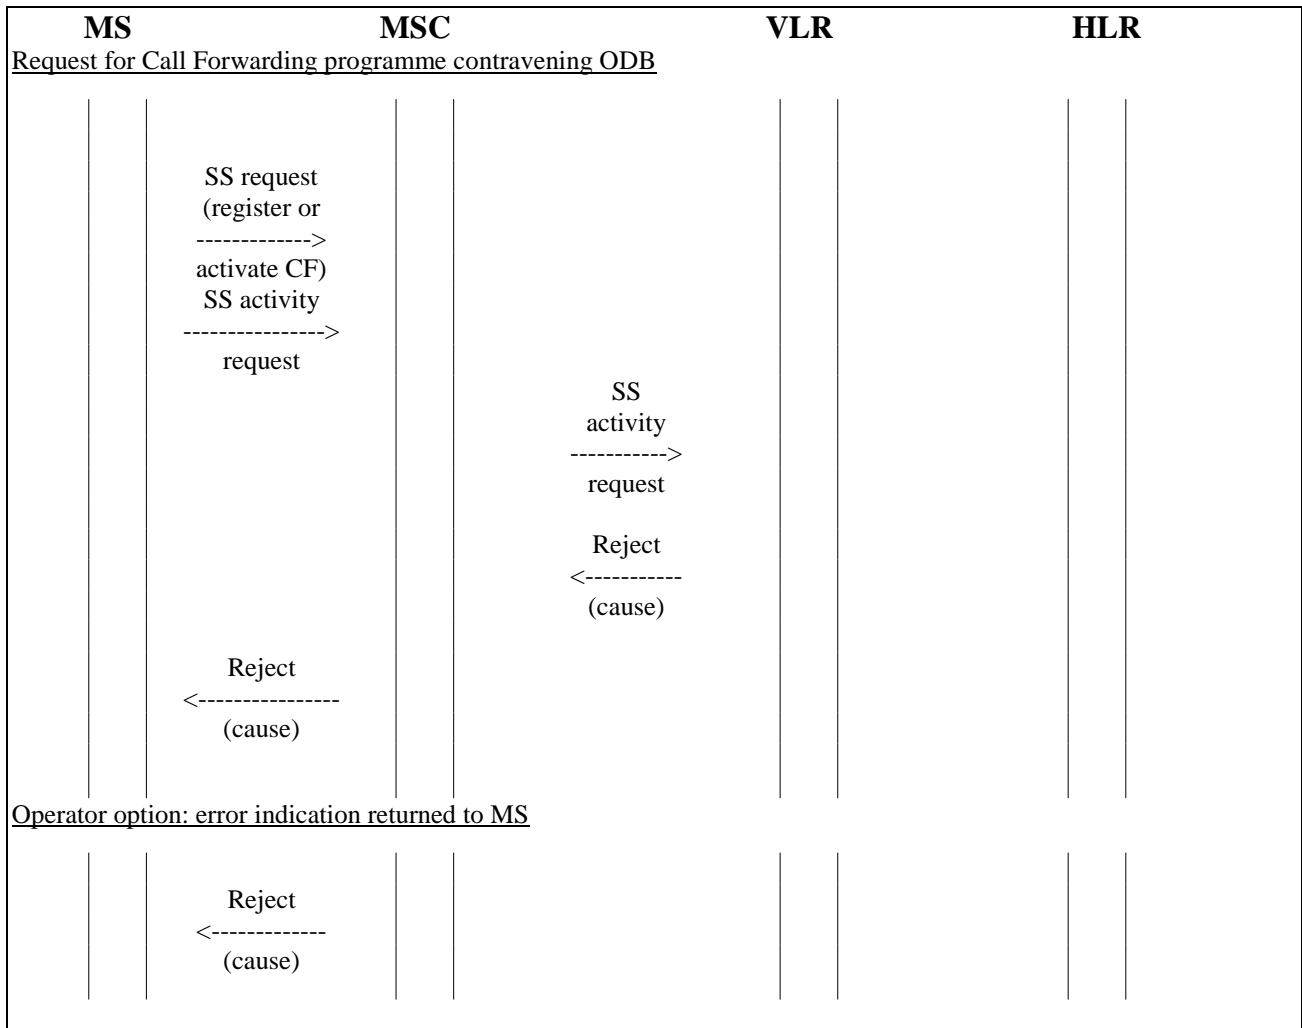 MS MSC VLR HLR
Request for Call Forwarding programme contravening ODB
SS request
(register or
------------->
activate CF)
SS activity
---------------->
request
SS
activity
----------->
request
Reject
<-----------
(cause)
Reject
<----------------
(cause)
Operator option: error indication returned to MS
Reject
<-------------
(cause)